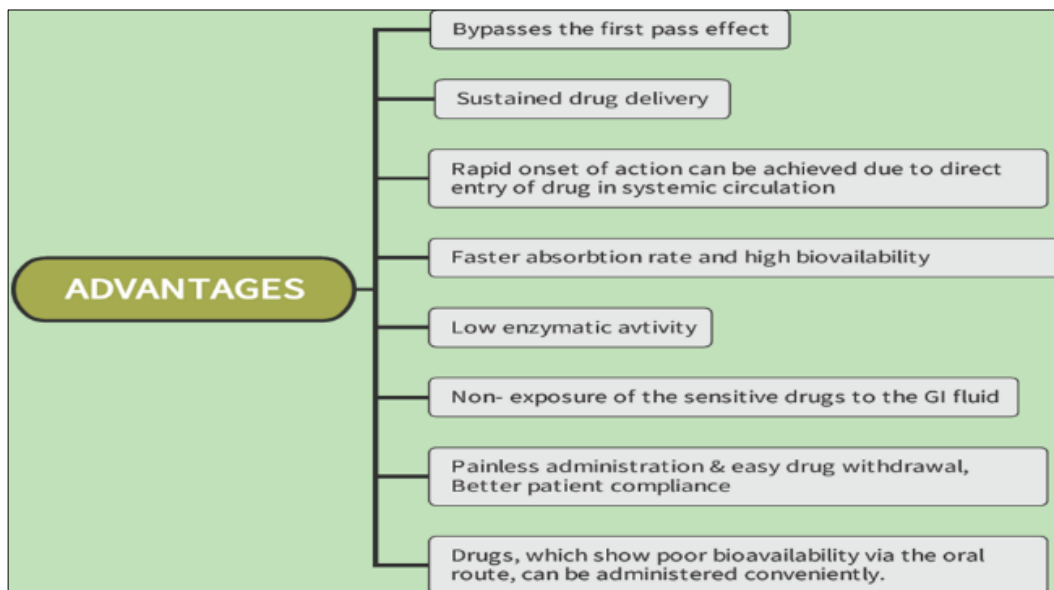 ADVANTAGES
Bypasses the first pass effect
Sustained drug delivery
Rapid onset of action can be achieved due to direct
entry of drug in systemic circulation
Faster absorbtion rate and high biovailability
Low enzymatic avtivity
Non- exposure of the sensitive drugs to the GI fluid
Painless administration & easy drug withdrawal,
Better patient compliance
Drugs, which show poor bioavailability via the oral
route, can be administered conveniently.